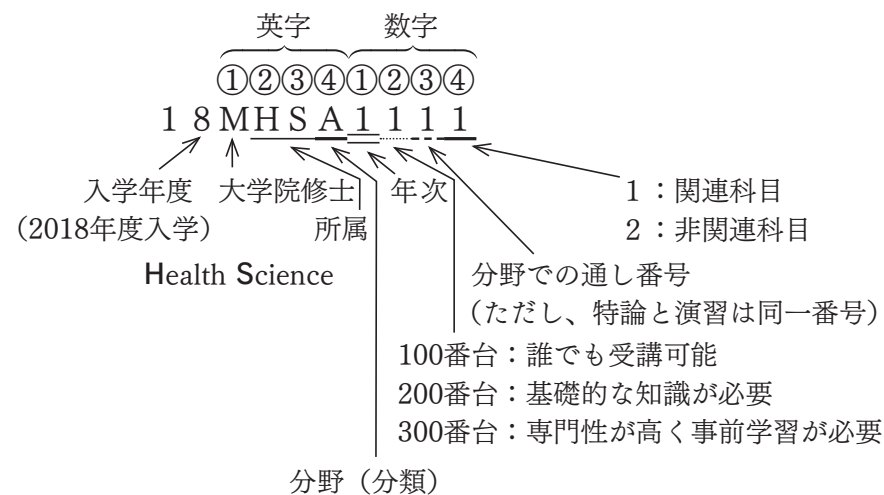 英字 数字
①②③④①②③④
18MHSA1111
入学年度 大学院修士 年次 1：関連科目
（2018年度入学） 所属 2：非関連科目
Health Science 分野での通し番号
（ただし、特論と演習は同一番号）
100番台：誰でも受講可能
200番台：基礎的な知識が必要
300番台：専門性が高く事前学習が必要
分野（分類）